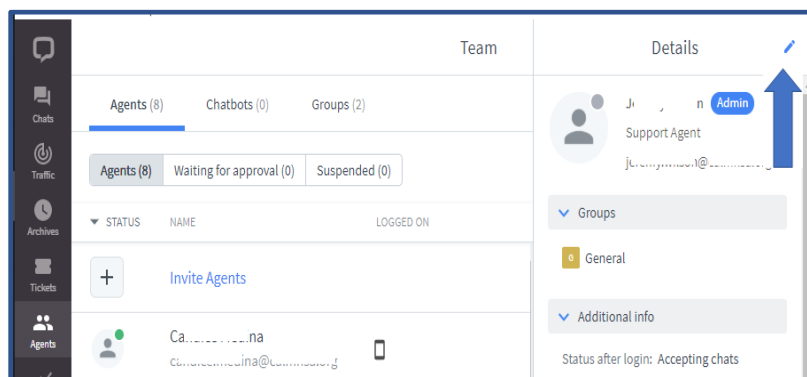 Team
Details
Chats
Traffic
Archives
Tickets
Agents
Agents (8)
Chatbots (0)
Groups (2)
Agents (8)
Waiting for approval (0)
Suspended (0)
STATUS
NAME
LOGGED ON
Invite Agents
Admin
Support Agent
Groups
G
General
Additional info
Status after login: Accepting chats